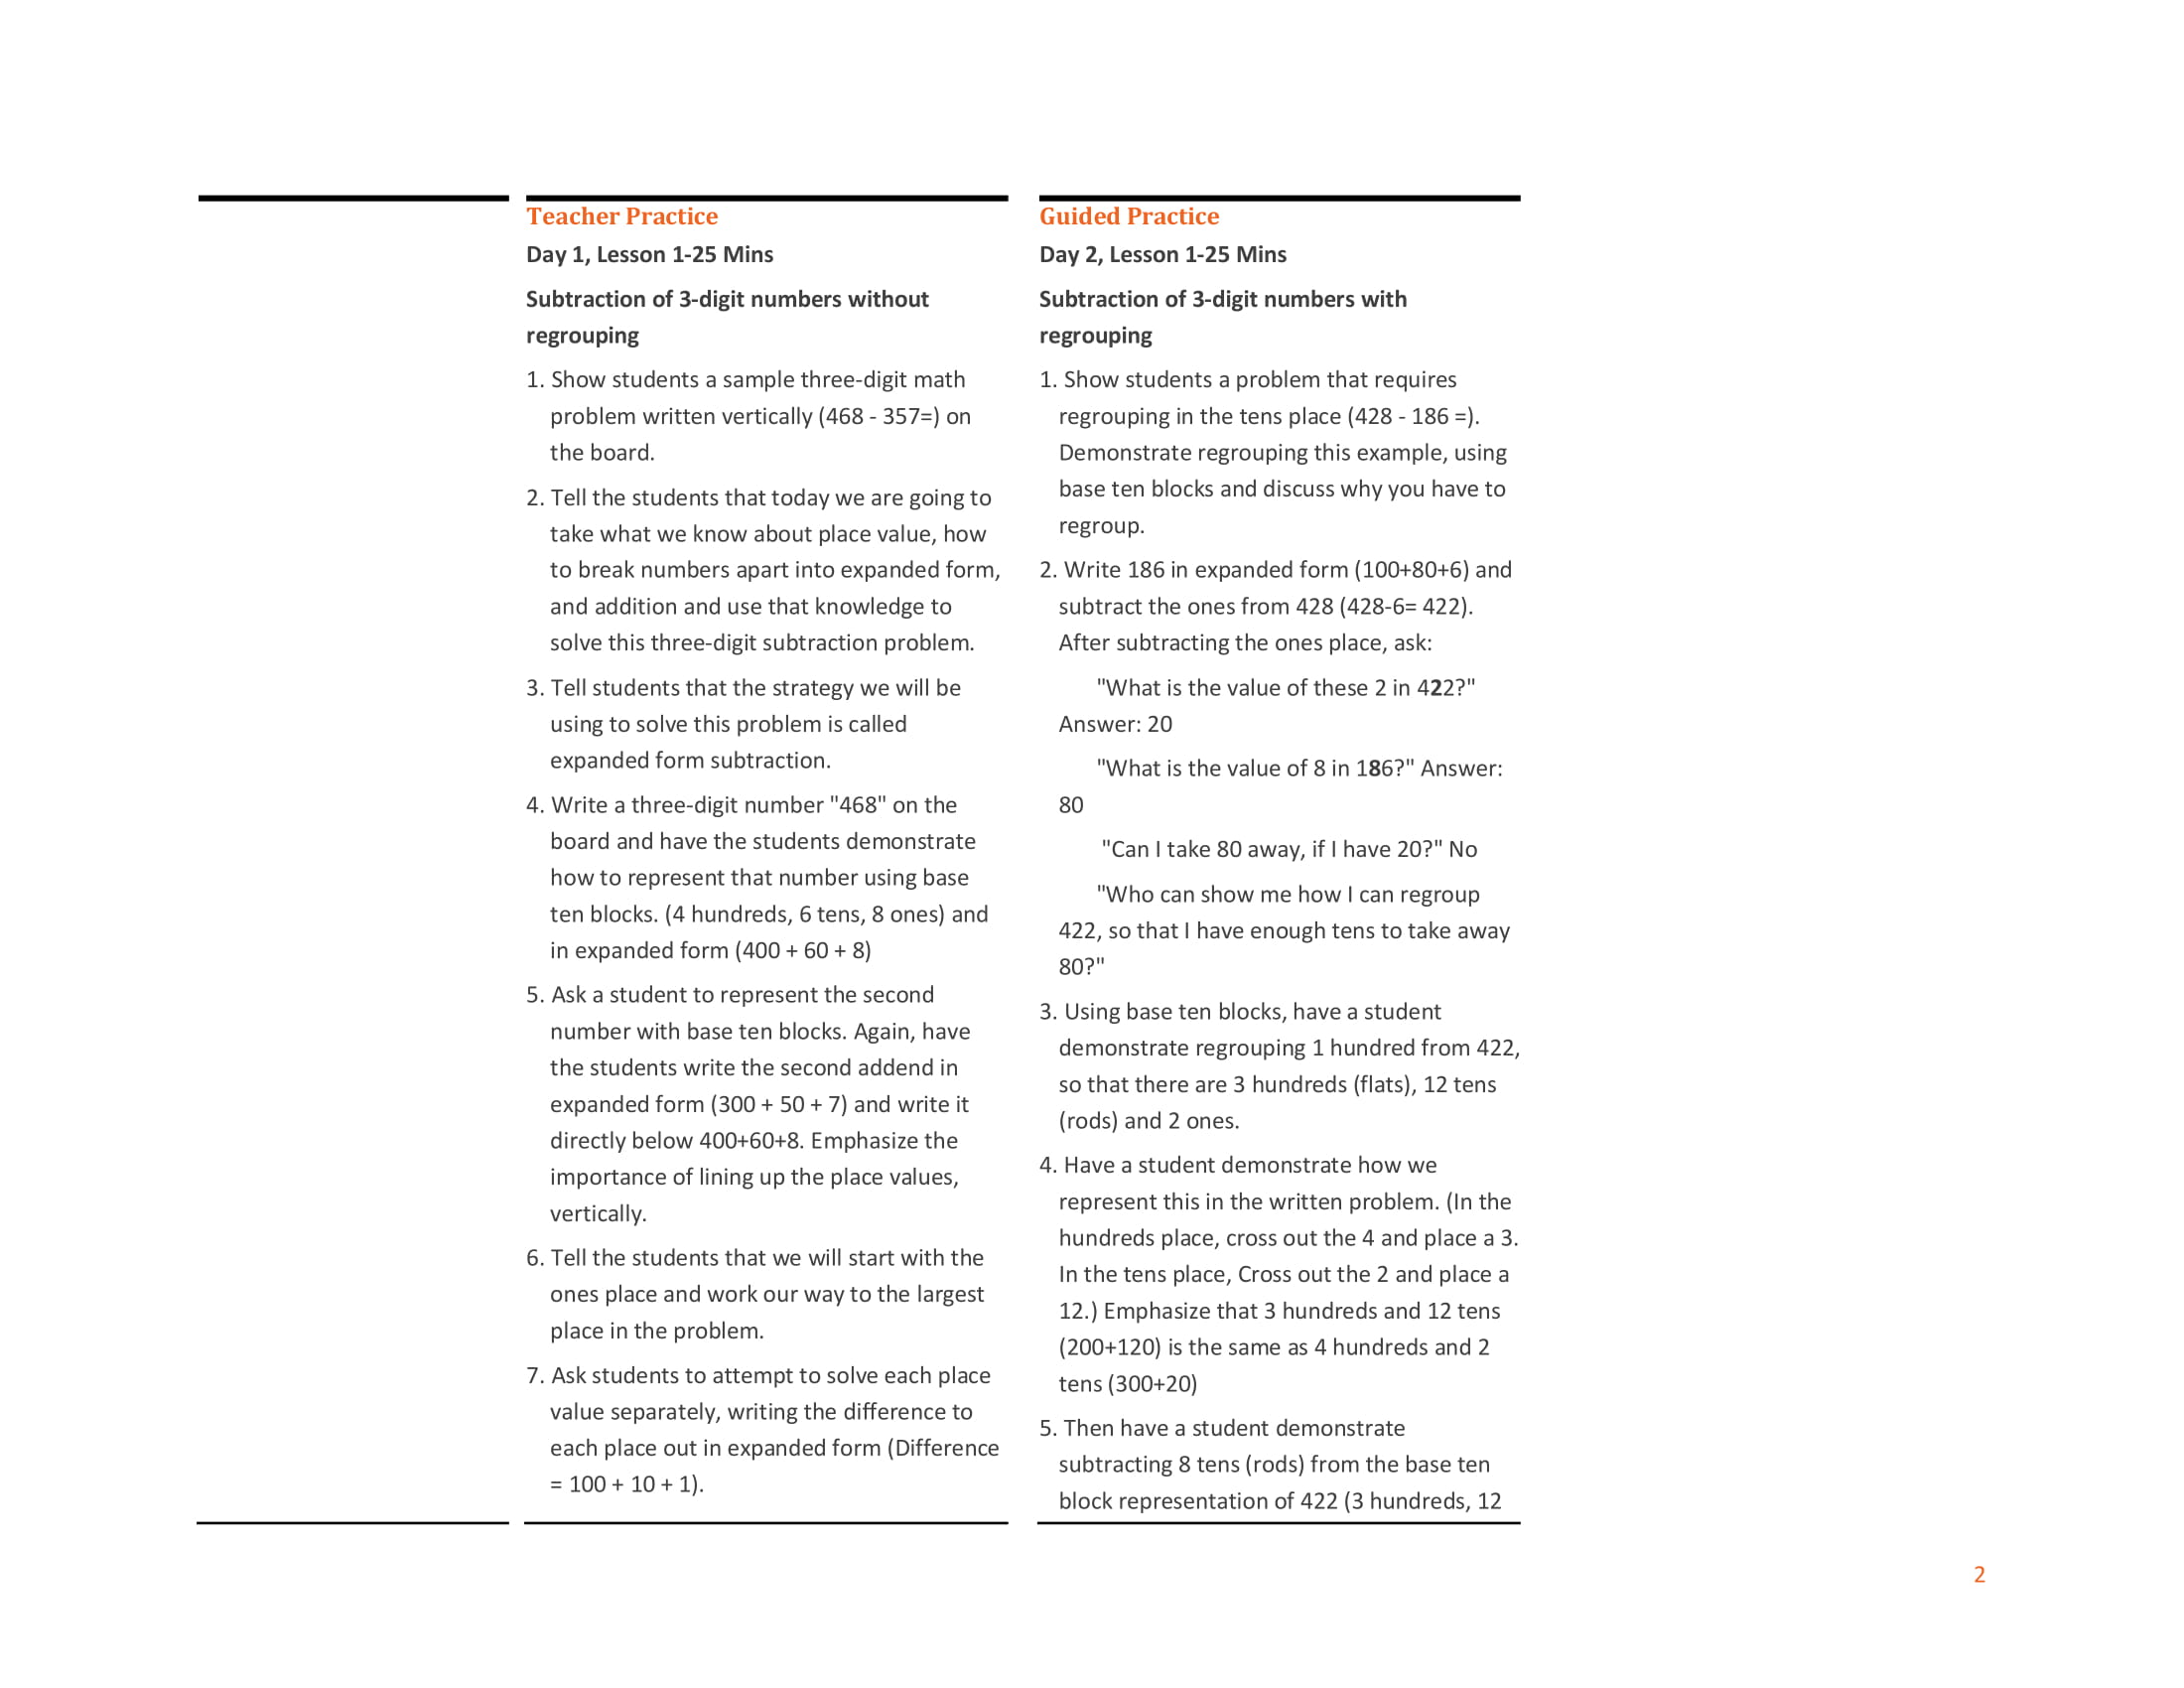 Teacher Practice
Day 1, Lesson 1-25 Mins
Subtraction of 3-digit numbers without
regrouping
1. Show students a sample three-digit math
problem written vertically (468 - 357=) on
the board.
2. Tell the students that today we are going to
take what we know about place value, how
to break numbers apart into expanded form,
and addition and use that knowledge to
solve this three-digit subtraction problem.
3. Tell students that the strategy we will be
using to solve this problem is called
expanded form subtraction.
4. Write a three-digit number "468" on the
board and have the students demonstrate
how to represent that number using base
ten blocks. (4 hundreds, 6 tens, 8 ones) and
in expanded form (400 + 60 + 8)
5. Ask a student to represent the second
number with base ten blocks. Again, have
the students write the second addend in
expanded form (300 + 50 + 7) and write it
directly below 400+60+8. Emphasize the
importance of lining up the place values,
vertically.
6. Tell the students that we will start with the
ones place and work our way to the largest
place in the problem.
7. Ask students to attempt to solve each place
value separately, writing the difference to
each place out in expanded form (Difference
= 100 + 10 + 1).
Guided Practice
Day 2, Lesson 1-25 Mins
Subtraction of 3-digit numbers with
regrouping
1. Show students a problem that requires
regrouping in the tens place (428 - 186 =).
Demonstrate regrouping this example, using
base ten blocks and discuss why you have to
regroup.
2. Write 186 in expanded form (100+80+6) and
subtract the ones from 428 (428-6= 422).
After subtracting the ones place, ask:
"What is the value of these 2 in 422?"
Answer: 20
"What is the value of 8 in 186?" Answer:
80
"Can I take 80 away, if I have 20?" No
"Who can show me how I can regroup
422, so that I have enough tens to take away
80?"
3. Using base ten blocks, have a student
demonstrate regrouping 1 hundred from 422,
so that there are 3 hundreds (flats), 12 tens
(rods) and 2 ones.
4. Have a student demonstrate how we
represent this in the written problem. (In the
hundreds place, cross out the 4 and place a 3.
In the tens place, Cross out the 2 and place a
12.) Emphasize that 3 hundreds and 12 tens
(200+120) is the same as 4 hundreds and 2
tens (300+20)
5. Then have a student demonstrate
subtracting 8 tens (rods) from the base ten
block representation of 422 (3 hundreds, 12
2